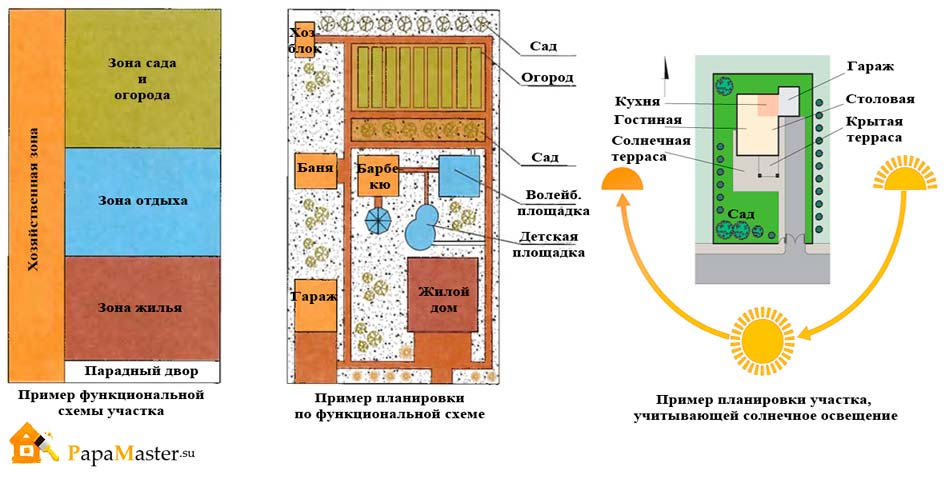 Хозяйственная зона
Зона сада
и
огорода
Зона отдыха
Зона жилья
Парадный двор
Пример функциональной
схемы участка
Хоз-
блок
Сад
Огород
Сад
Баня
Барбе-
кю
Волейб.
площадка
Детская
площадка
Гараж
Жилой
дом
Пример планировки
по функциональной схеме
Гараж
Кухня
Столовая
Гостиная
Крытая
терраса
Солнечная
терраса
Сад
Пример планировки участка,
учитывающей солнечное освещение
PapaMaster.su